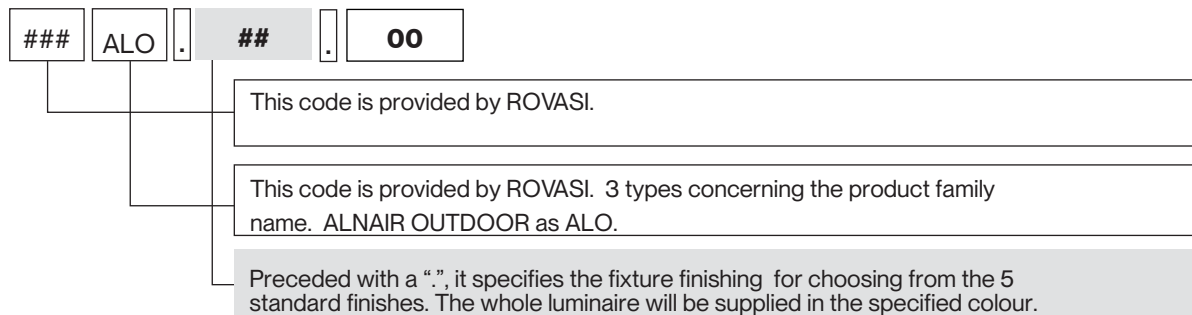 ### ALO . ## . 00
This code is provided by ROVASI.
This code is provided by ROVASI.  3 types concerning the product family
name.  ALNAIR OUTDOOR as ALO.
Preceded with a “.”, it specifies the fixture finishing  for choosing from the 5
standard finishes. The whole luminaire will be supplied in the specified colour.